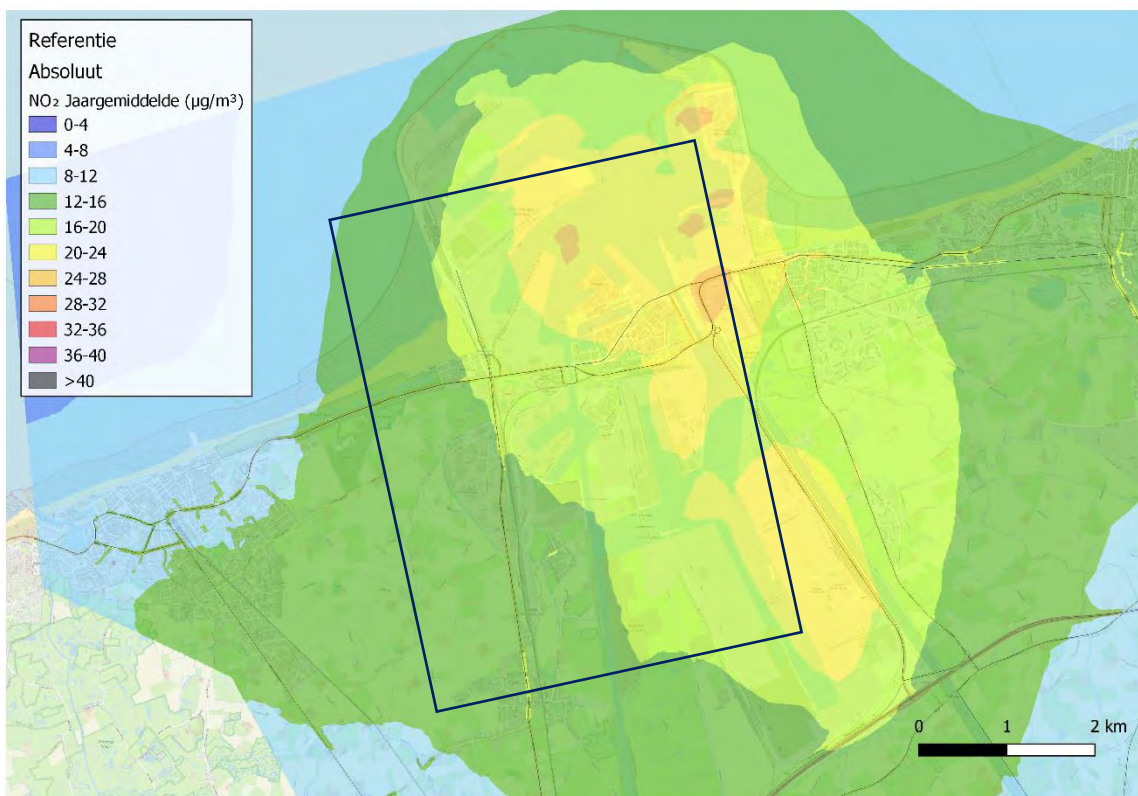 Referentie
Absoluut
NO₂ Jaargemiddelde (µg/m³)
0-4
4-8
8-12
12-16
16-20
20-24
24-28
28-32
32-36
36-40
>40
0 1 2 km